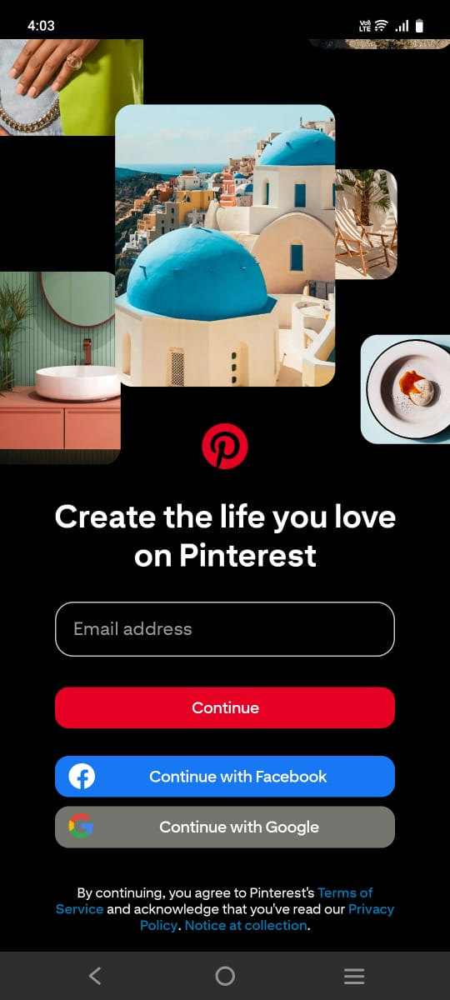 4:03
Vo))
LTE
Create the life you love
on Pinterest
Email address
Continue
Continue with Facebook
Continue with Google
By continuing, you agree to Pinterest's Terms of
Service and acknowledge that you've read our Privacy
Policy. Notice at collection.